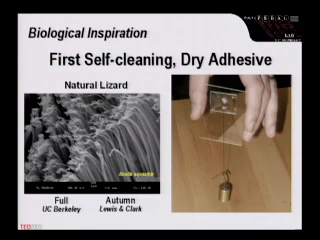 Biological Inspiration
First Self-cleaning, Dry Adhesive
Natural Lizard
Full
UC Berkeley
Autumn
Lewis & Clark
TED